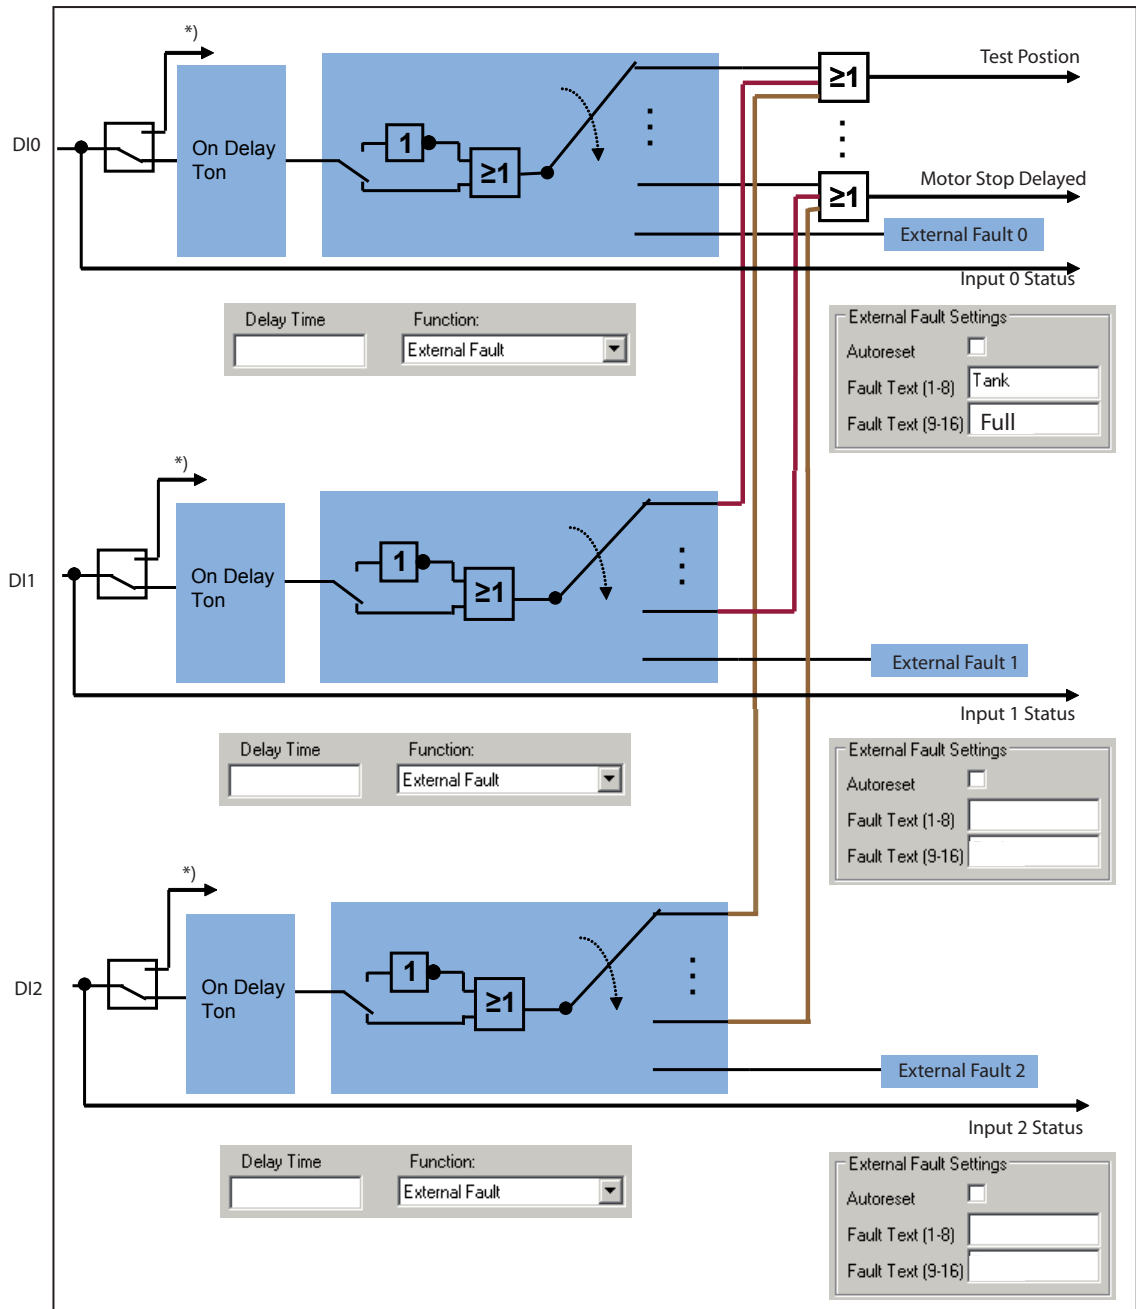 *)
Test Postion
≥1
DI0
On Delay
Ton
1
≥1
Motor Stop Delayed
≥1
External Fault 0
Input 0 Status
Delay Time
Function:
External Fault
External Fault Settings
Autoreset
Fault Text (1-8)
Tank
Fault Text (9-16)
Full
*)
DI1
On Delay
Ton
1
≥1
External Fault 1
Input 1 Status
Delay Time
Function:
External Fault
External Fault Settings
Autoreset
Fault Text (1-8)
Fault Text (9-16)
*)
DI2
On Delay
Ton
1
≥1
External Fault 2
Input 2 Status
Delay Time
Function:
External Fault
External Fault Settings
Autoreset
Fault Text (1-8)
Fault Text (9-16)